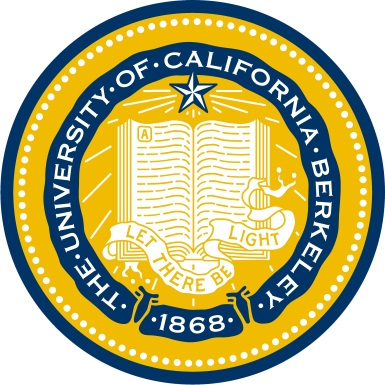 ·THE·UNIVERSITY·OF·CALIFORNIA·BERKELEY·
A
LET THERE BE LIGHT
·1868·